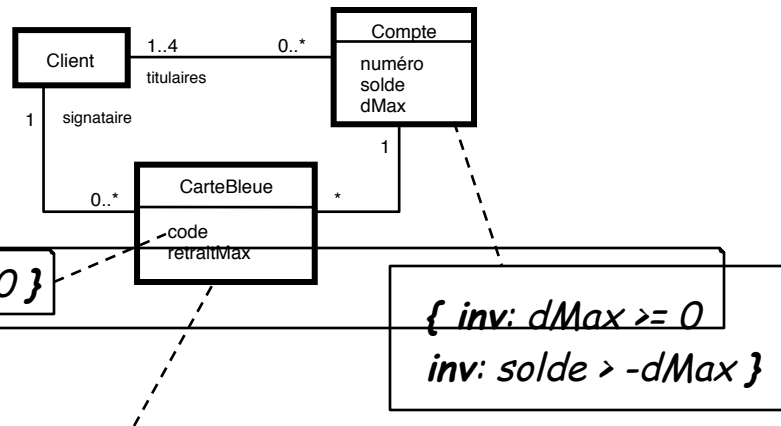 Client
1..4
0..*
titulaires
Compte
numéro
solde
dMax
1
signataire
1
0..*
*
CarteBleue
code
retraitMax
0 }
{ inv: dMax >= 0
inv: solde > -dMax }